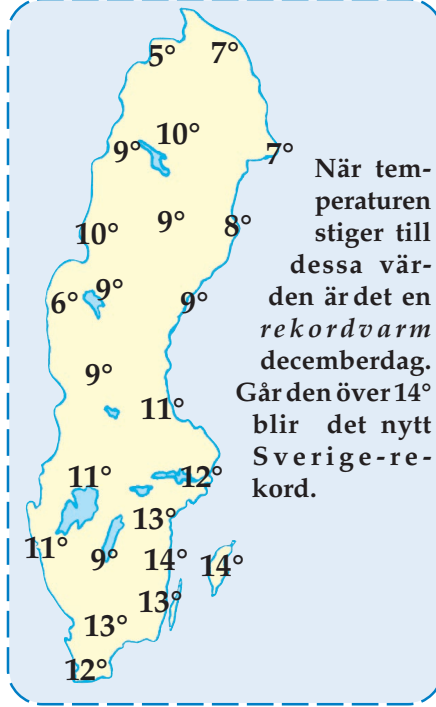 5° 7°
10°
9° 7°
9° 8°
10°
6° 9° 9°
9°
11°
11° 12°
13°
11° 9° 14° 14°
13°
13°
12°
När tem-
peraturen
stiger till
dessa vär-
den är det en
rekordvarm
decemberdag.
Går den över 14°
blir det nytt
Sverige-re-
kord.